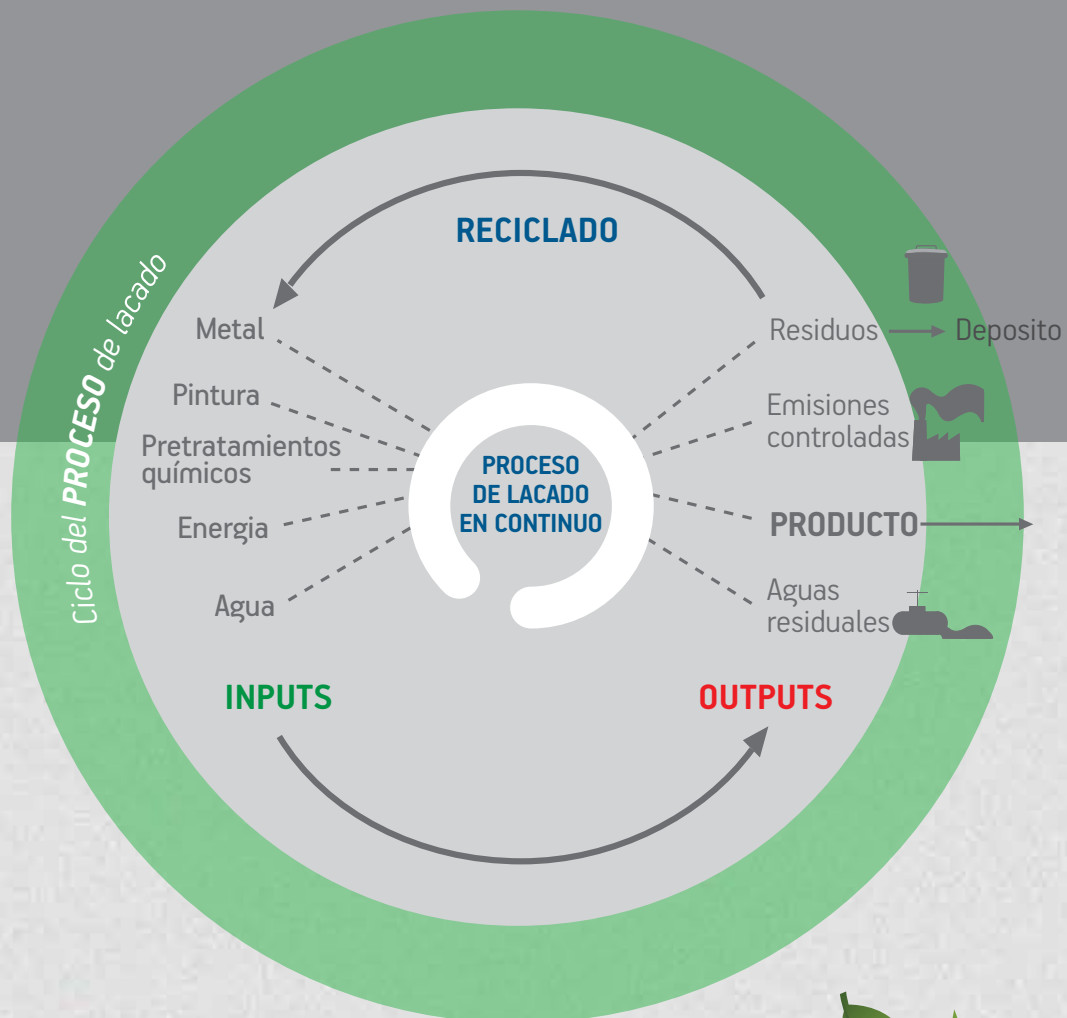 Ciclo del PROCESO de lacado
RECICLADO
Metal
Pintura
Pretratamientos
químicos
Energia
Agua
PROCESO
DE LACADO
EN CONTINUO
Residuos
Deposito
Emisiones
controladas
PRODUCTO
Aguas
residuales
INPUTS
OUTPUTS